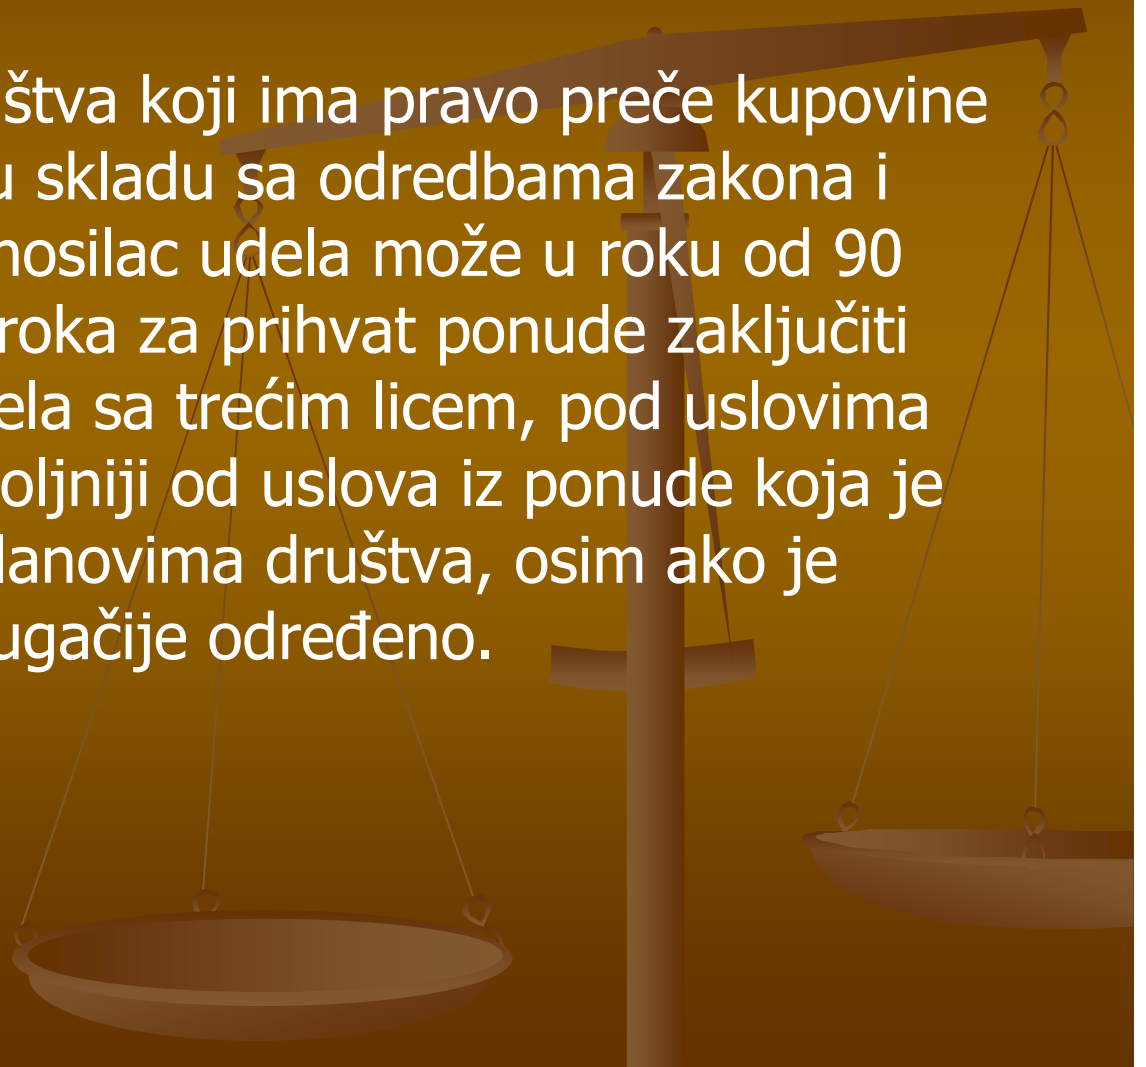 štva koji ima pravo preče kupovine
u skladu sa odredbama zakona i
nosilac udela može u roku od 90
roka za prihvat ponude zaključiti
ela sa trećim licem, pod uslovima
oljniji od uslova iz ponude koja je
lanovima društva, osim ako je
ugačije određeno.